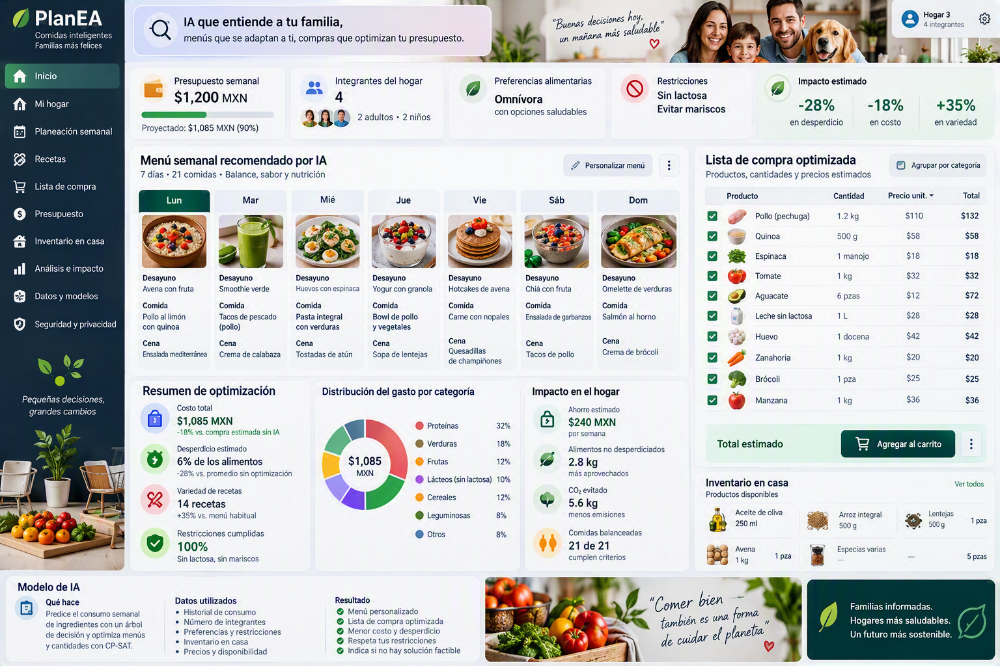 PlanEA
Comidas inteligentes
Familias más felices
Inicio
Mi hogar
Planeación semanal
Recetas
Lista de compra
Presupuesto
Inventario en casa
Análisis e impacto
Datos y modelos
Seguridad y privacidad
Pequeñas decisiones,
grandes cambios
IA que entiende a tu familia,
menús que se adaptan a ti, compras que optimizan tu presupuesto.
“Buenas decisiones hoy,
un mañana más saludable”
Hogar 3
4 integrantes
Presupuesto semanal
$1,200 MXN
Proyectado: $1,085 MXN (90%)
Integrantes del hogar
4
2 adultos • 2 niños
Preferencias alimentarias
Omnívora
con opciones saludables
Restricciones
Sin lactosa
Evitar mariscos
Impacto estimado
-28%
en desperdicio
-18%
en costo
+35%
en variedad
Menú semanal recomendado por IA
7 días • 21 comidas • Balance, sabor y nutrición
Personalizar menú
Lun
Desayuno
Avena con fruta
Comida
Pollo al limón
con quinoa
Cena
Ensalada mediterránea
Mar
Desayuno
Smoothie verde
Comida
Tacos de pescado
(pollo)
Cena
Crema de calabaza
Mié
Desayuno
Huevos con espinaca
Comida
Pasta integral
con verduras
Cena
Tostadas de atún
Jue
Desayuno
Yogur con granola
Comida
Bowl de pollo
y vegetales
Cena
Sopa de lentejas
Vie
Desayuno
Hotcakes de avena
Comida
Carne con nopales
Cena
Quesadillas
de champiñones
Sáb
Desayuno
Chiá con fruta
Comida
Ensalada de garbanzos
Cena
Tacos de pollo
Dom
Desayuno
Omelette de verduras
Comida
Salmón al horno
Cena
Crema de brócoli
Lista de compra optimizada
Productos, cantidades y precios estimados
Agrupar por categoría
Producto Cantidad Precio unit. Total
Pollo (pechuga) 1.2 kg $110 $132
Quinoa 500 g $58 $58
Espinaca 1 manojo $18 $18
Tomate 1 kg $32 $32
Aguacate 6 pzas $12 $72
Leche sin lactosa 1 L $28 $28
Huevo 1 docena $42 $42
Zanahoria 1 kg $20 $20
Brócoli 1 pza $25 $25
Manzana 1 kg $36 $36
Total estimado
Agregar al carrito
Resumen de optimización
Costo total
$1,085 MXN
-18% vs. compra estimada sin IA
Desperdicio estimado
6% de los alimentos
-28% vs. promedio sin optimización
Variedad de recetas
14 recetas
+35% vs. menú habitual
Restricciones cumplidas
100%
Sin lactosa, sin mariscos
Distribución del gasto por categoría
$1,085
MXN
Proteínas 32%
Verduras 18%
Frutas 12%
Lácteos (sin lactosa) 10%
Cereales 12%
Leguminosas 8%
Otros 8%
Impacto en el hogar
Ahorro estimado
$240 MXN
por semana
Alimentos no desperdiciados
2.8 kg
más aprovechados
CO₂ evitado
5.6 kg
menos emisiones
Comidas balanceadas
21 de 21
cumplen criterios
Inventario en casa
Ver todos
Productos disponibles
Aceite de oliva
250 ml
Arroz integral
500 g
Lentejas
500 g
1 pza
Avena
1 kg
1 pza
Especias varias
—
—
5 pzas
Modelo de IA
Qué hace
Predice el consumo semanal
de ingredientes con un árbol
de decisión y optimiza menús
y cantidades con CP-SAT.
Datos utilizados
• Historial de consumo
• Número de integrantes
• Preferencias y restricciones
• Inventario en casa
• Precios y disponibilidad
Resultado
Menú personalizado
Lista de compra optimizada
Menor costo y desperdicio
Respeta tus restricciones
Indica si no hay solución factible
“Comer bien
también es una forma
de cuidar el planeta”
Familias informadas.
Hogares más saludables.
Un futuro más sostenible.